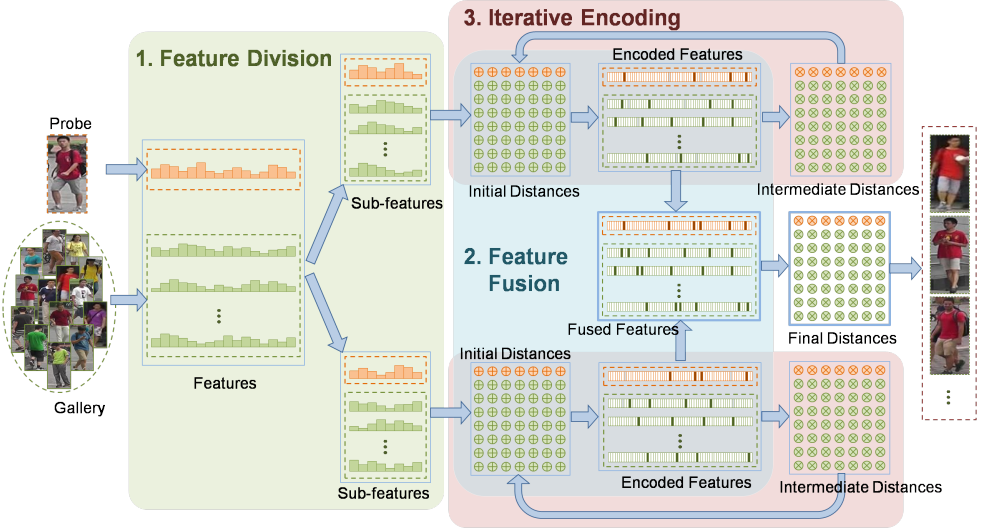 3. Iterative Encoding
1. Feature Division
Encoded Features
Probe
Initial Distances
Intermediate Distances
Sub-features
2. Feature
Fusion
Fused Features
Final Distances
Initial Distances
Features
Gallery
Sub-features
Encoded Features
Intermediate Distances